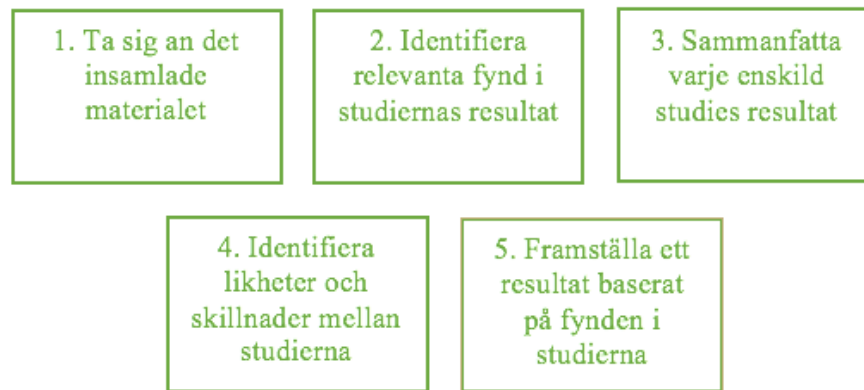 1. Ta sig an det
insamlade
materialet
2. Identifiera
relevanta fynd i
studiernas resultat
3. Sammanfatta
varje enskild
studies resultat
4. Identifiera
likheter och
skillnader mellan
studierna
5. Framställa ett
resultat baserat
på fynden i
studierna